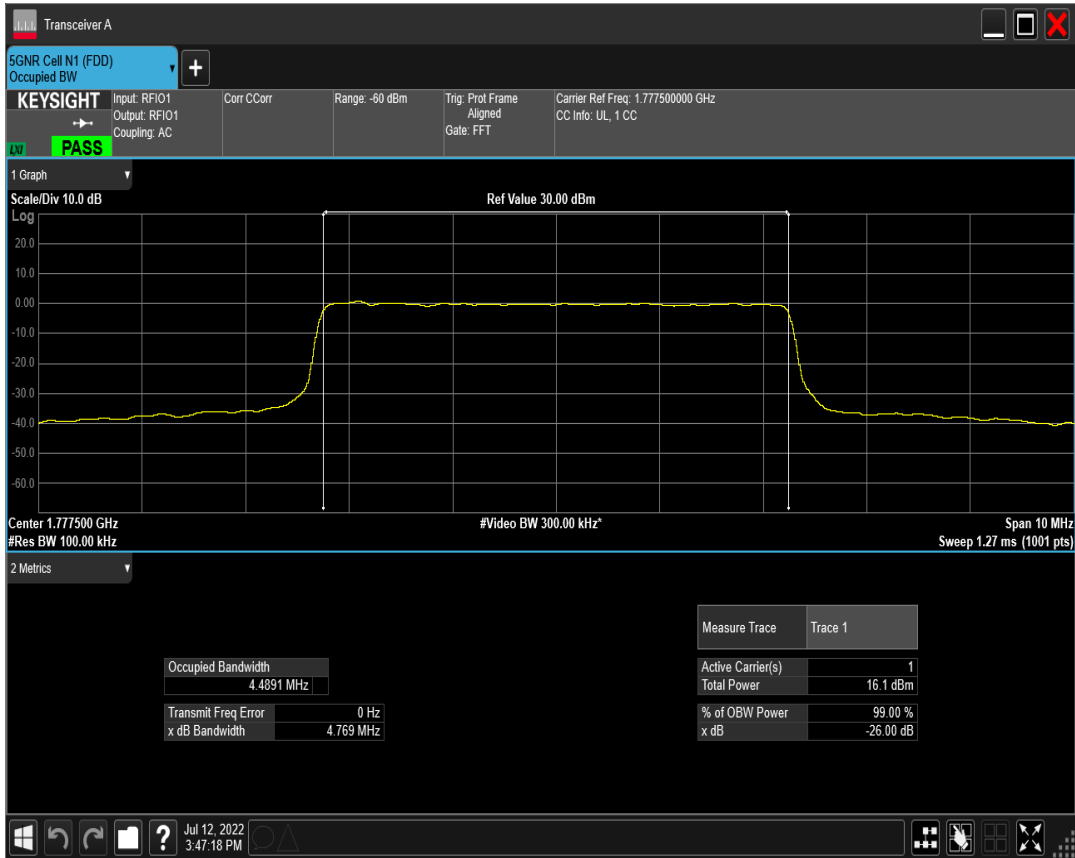 Transceiver A
5GNR Cell N1 (FDD)
Occupied BW
+
KEYSIGHT
LXI
PASS
Input: RFIO1
Output: RFIO1
Coupling: AC
Corr CCorr
Range: -60 dBm
Trig: Prot Frame
Aligned
Gate: FFT
Carrier Ref Freq: 1.777500000 GHz
CC Info: UL, 1 CC
1 Graph
Scale/Div 10.0 dB
Ref Value 30.00 dBm
Log
20.0
10.0
0.00
-10.0
-20.0
-30.0
-40.0
-50.0
-60.0
Center 1.777500 GHz
#Video BW 300.00 kHz*
Span 10 MHz
#Res BW 100.00 kHz
Sweep 1.27 ms (1001 pts)
2 Metrics
Measure Trace Trace 1
Occupied Bandwidth
4.4891 MHz
Active Carrier(s) 1
Total Power 16.1 dBm
Transmit Freq Error 0 Hz
x dB Bandwidth 4.769 MHz
% of OBW Power 99.00 %
x dB -26.00 dB
?
Jul 12, 2022
3:47:18 PM